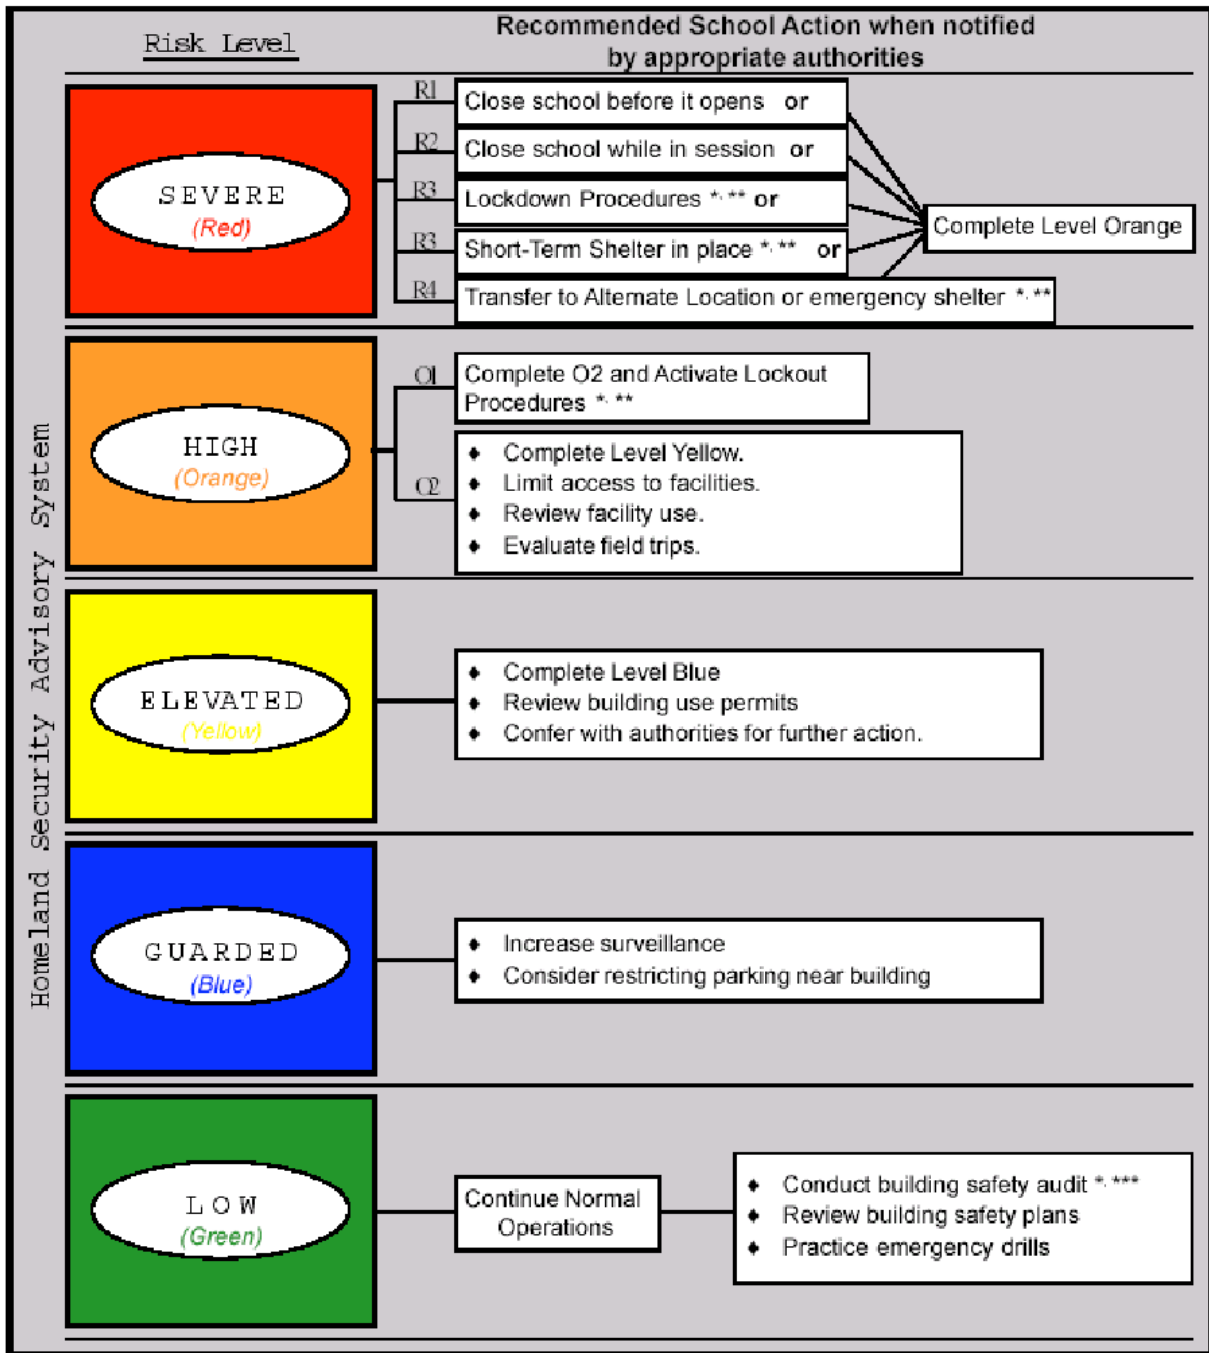 Risk Level
Recommended School Action when notified
by appropriate authorities
Homeland Security Advisory System
SEVERE
(Red)
R1
Close school before it opens or
R2
Close school while in session or
R3
Lockdown Procedures *, ** or
R3
Short-Term Shelter in place *, ** or
R4
Transfer to Alternate Location or emergency shelter *, **
Complete Level Orange
HIGH
(Orange)
O1
Complete O2 and Activate Lockout
Procedures *, **
O2
♦ Complete Level Yellow.
♦ Limit access to facilities.
♦ Review facility use.
♦ Evaluate field trips.
ELEVATED
(Yellow)
♦ Complete Level Blue
♦ Review building use permits
♦ Confer with authorities for further action.
GUARDED
(Blue)
♦ Increase surveillance
♦ Consider restricting parking near building
LOW
(Green)
Continue Normal
Operations
♦ Conduct building safety audit *, ***
♦ Review building safety plans
♦ Practice emergency drills